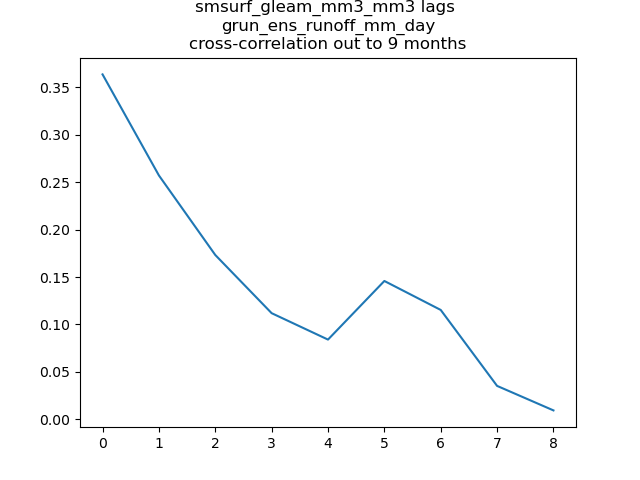 smsurf_gleam_mm3_mm3 lags
grun_ens_runoff_mm_day
cross-correlation out to 9 months
0.35
0.30
0.25
0.20
0.15
0.10
0.05
0.00
0 1 2 3 4 5 6 7 8